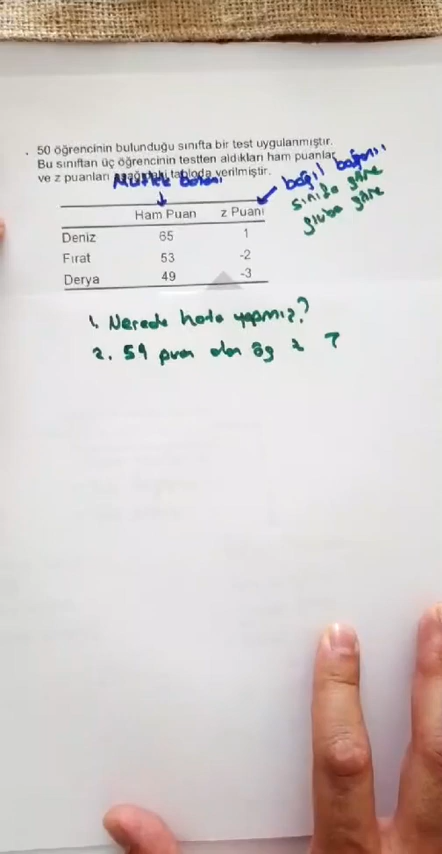 . 50 öğrencinin bulunduğu sınıfta bir test uygulanmıştır.
Bu sınıftan üç öğrencinin testten aldıkları ham puanlar
ve z puanları aşağıdaki tabloda verilmiştir.
Mutlak
bağıl başarı
sınıfa göre
gruba göre
Ham Puan z Puanı
Deniz 65 1
Fırat 53 -2
Derya 49 -3
1. Nerede hata yapmış?
2. 59 puan alan öğ z ?